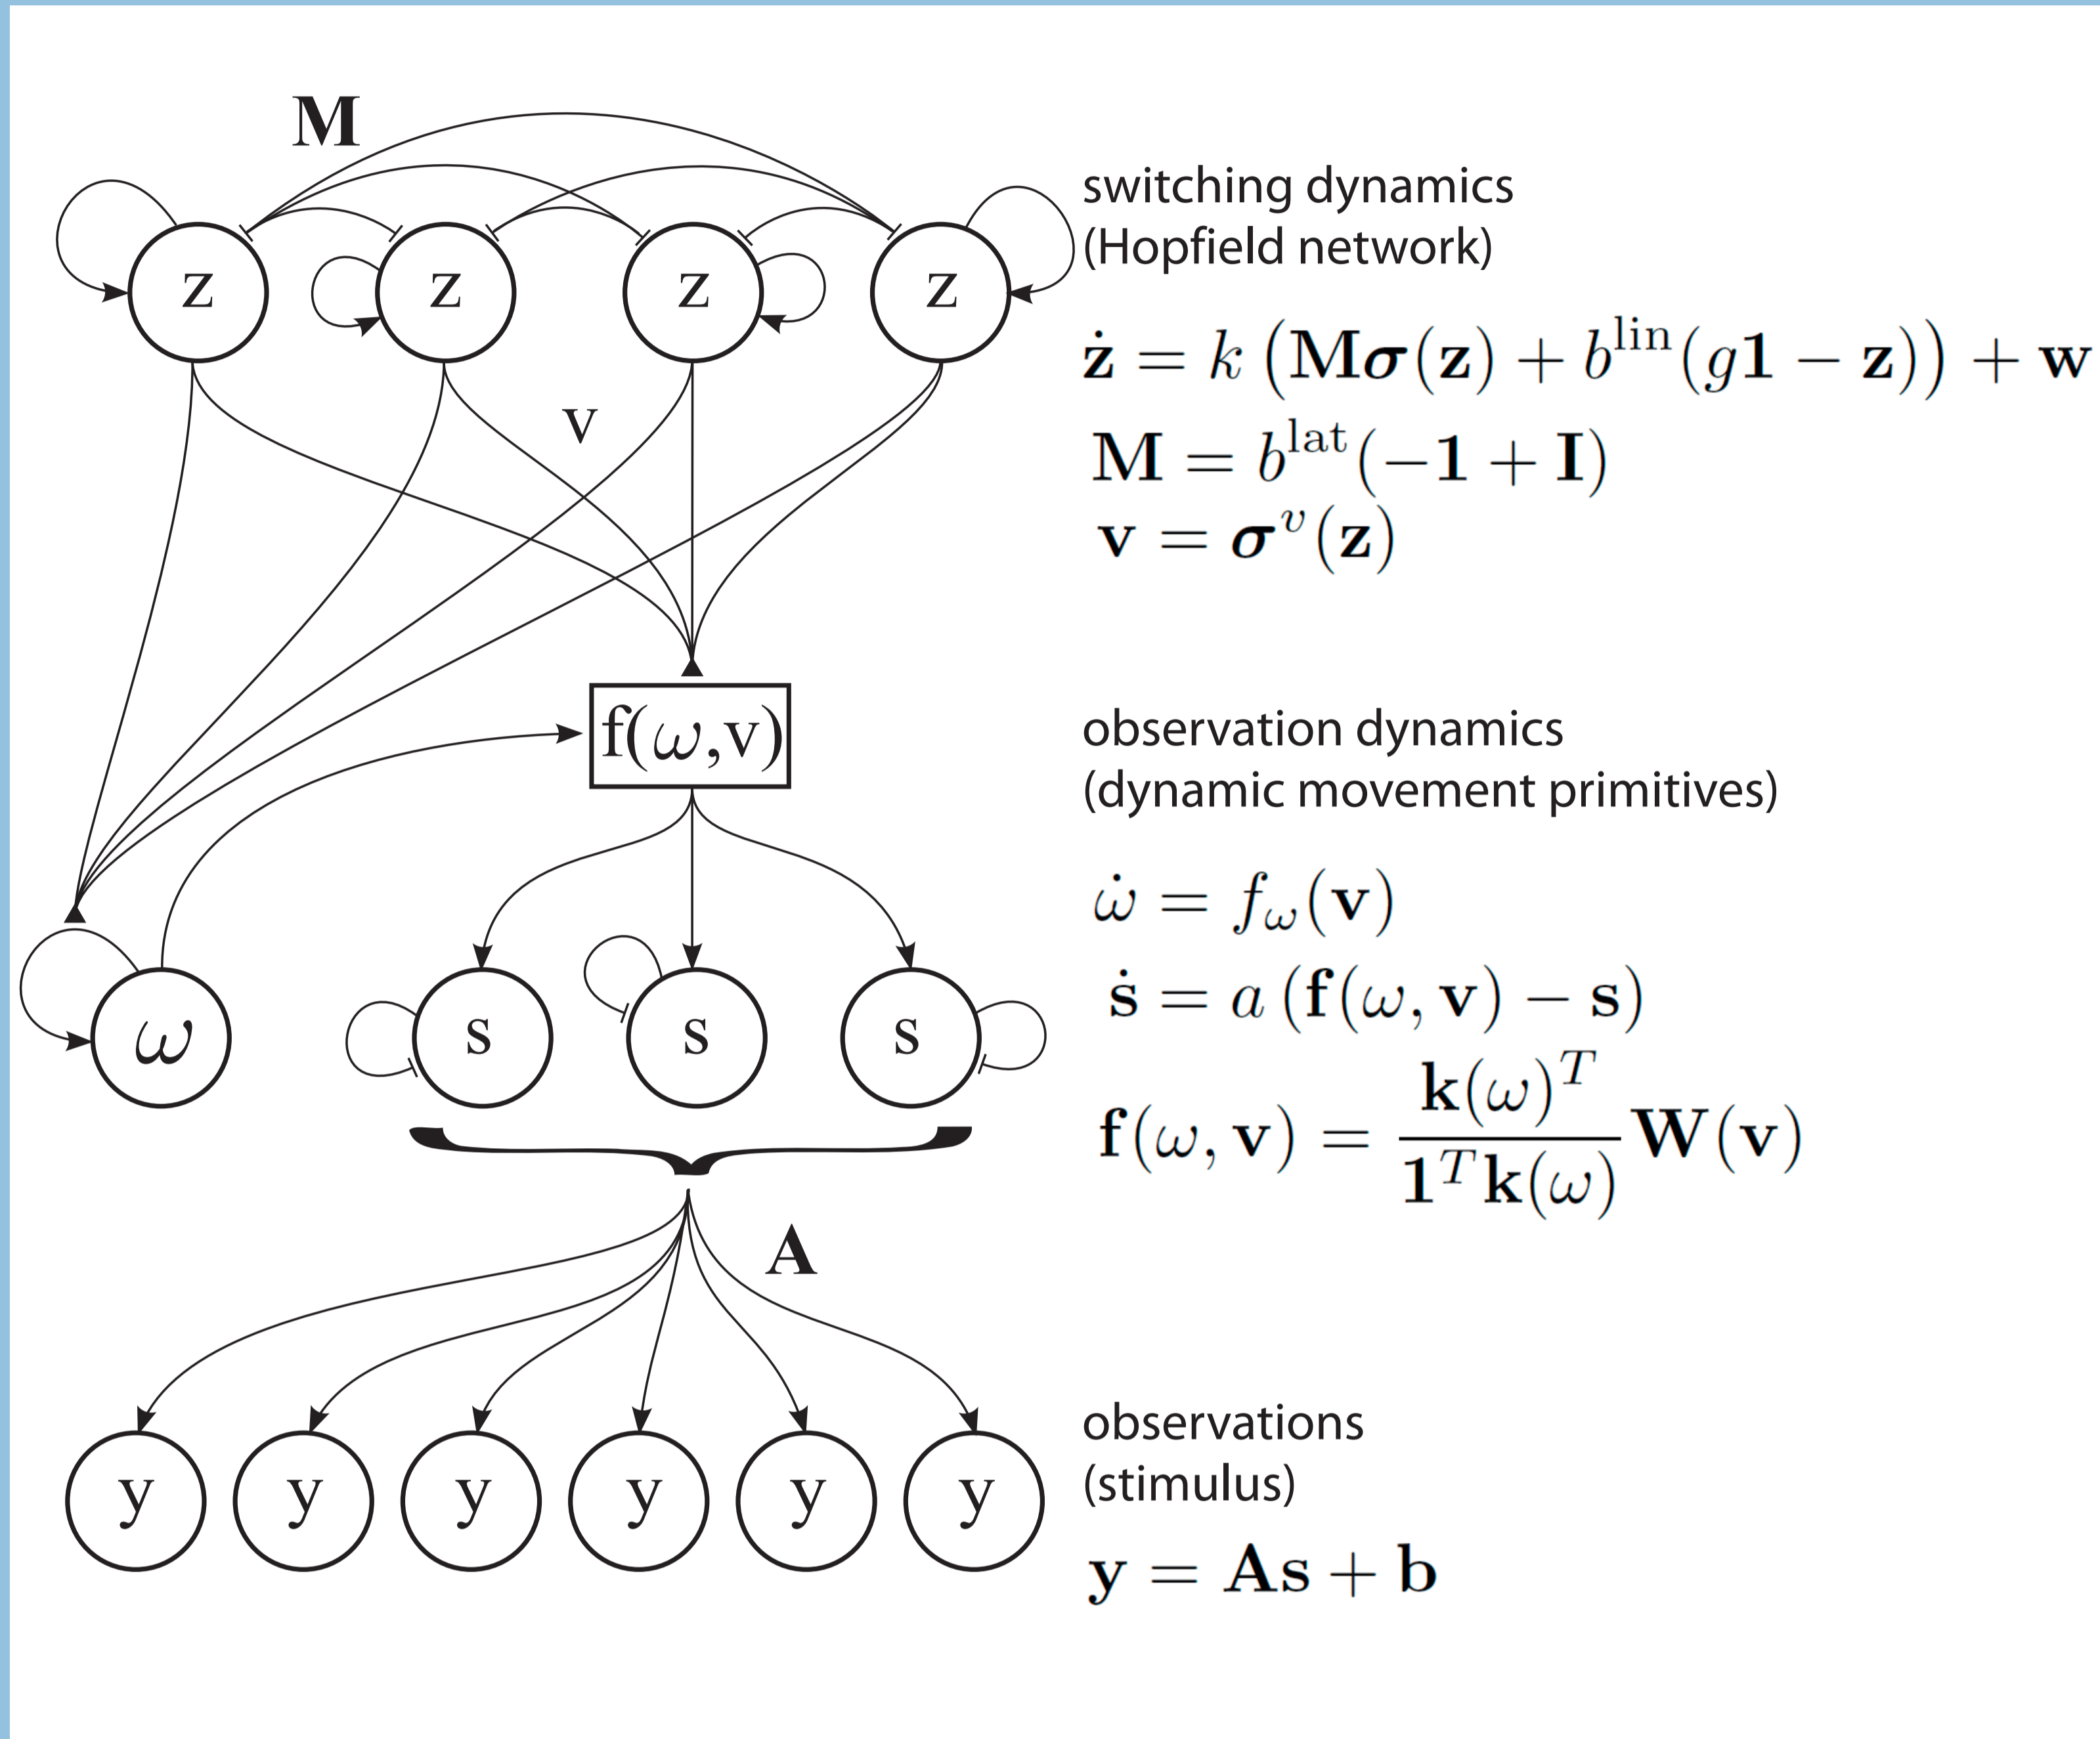 M
switching dynamics
(Hopfield network)
z z z z
ż = k (Mσ(z) + b^lin(g1 − z)) + w
M = b^lat(−1 + I)
v
v = σ^v(z)
f(ω,v)
observation dynamics
(dynamic movement primitives)
ω̇ = f_ω(v)
ṡ = a (f(ω, v) − s)
ω s s s
f(ω, v) = k(ω)^T / 1^T k(ω) W(v)
A
observations
(stimulus)
y y y y y y
y = As + b